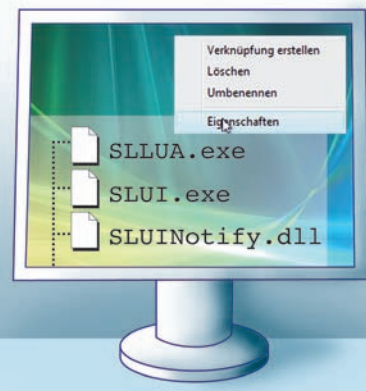 Verknüpfung erstellen
Löschen
Umbenennen
Eigenschaften
SLLUA.exe
SLUI.exe
SLUINotify.dll